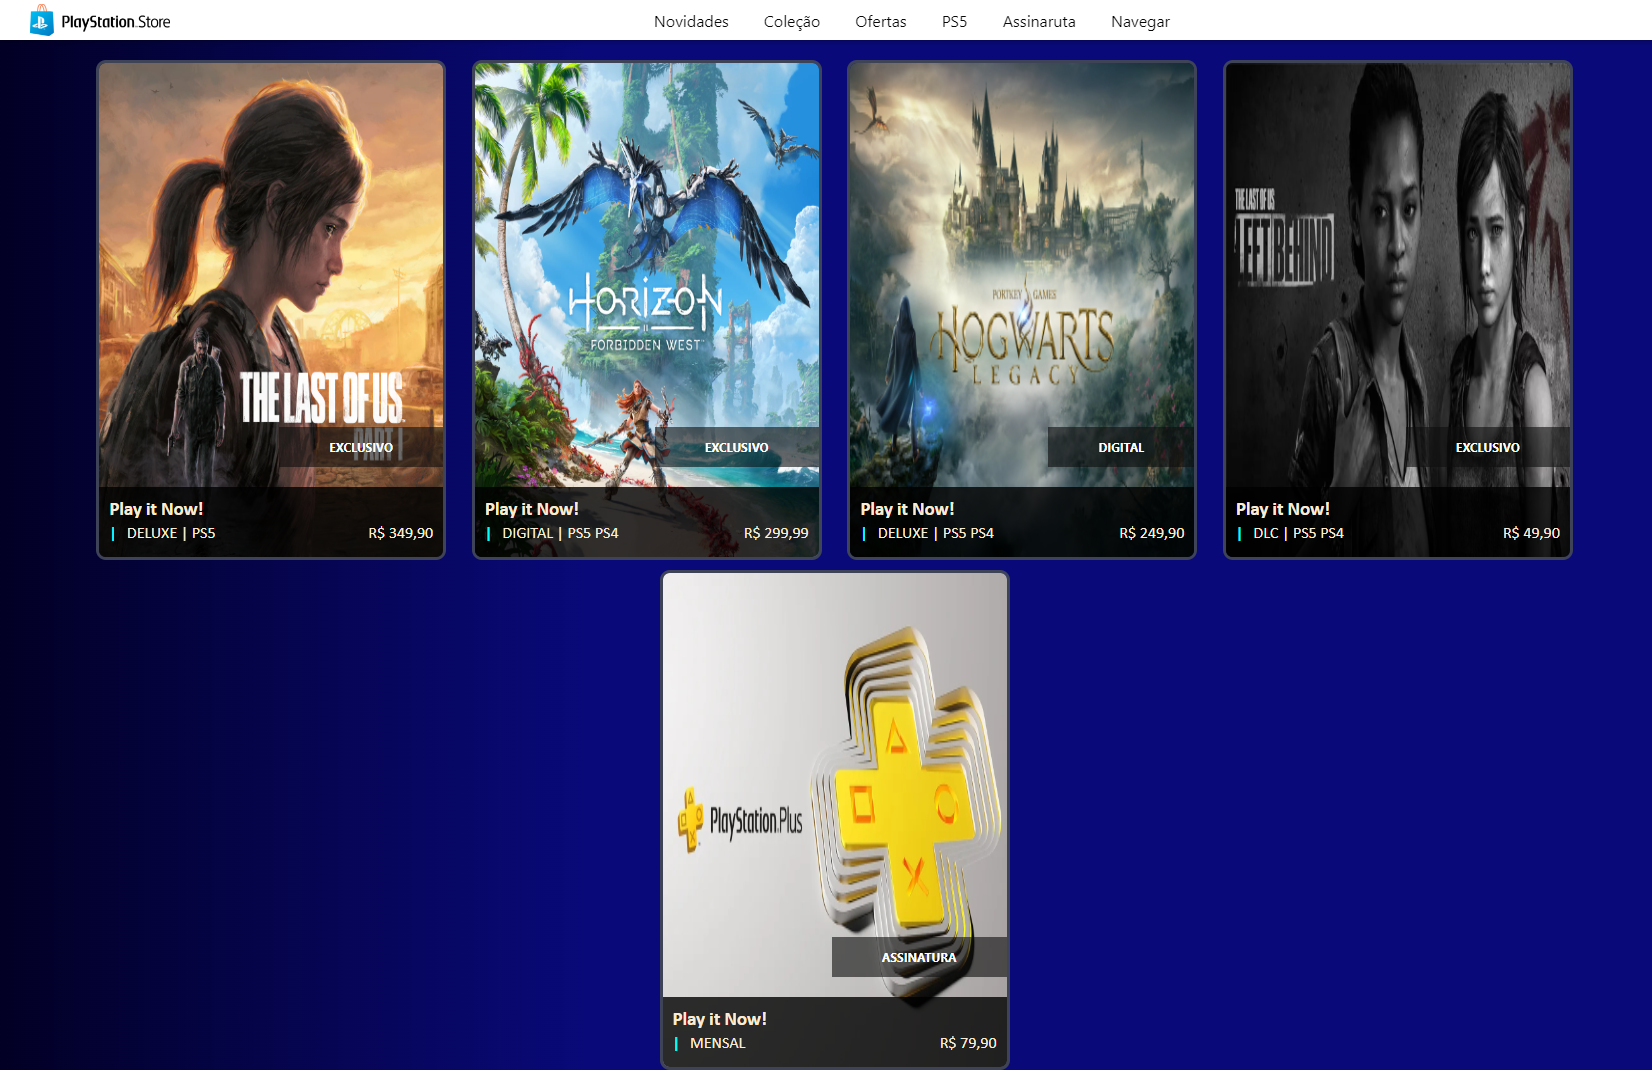 PlayStation.Store
Novidades Coleção Ofertas PS5 Assinaruta Navegar
THE LAST OF US
PART I
EXCLUSIVO
Play it Now!
| DELUXE | PS5 R$ 349,90
HORIZON
II
FORBIDDEN WEST
EXCLUSIVO
Play it Now!
| DIGITAL | PS5 PS4 R$ 299,99
PORTKEY GAMES
HOGWARTS
LEGACY
DIGITAL
Play it Now!
| DELUXE | PS5 PS4 R$ 249,90
THE LAST OF US
LEFT BEHIND
EXCLUSIVO
Play it Now!
| DLC | PS5 PS4 R$ 49,90
PlayStation.Plus
ASSINATURA
Play it Now!
| MENSAL R$ 79,90